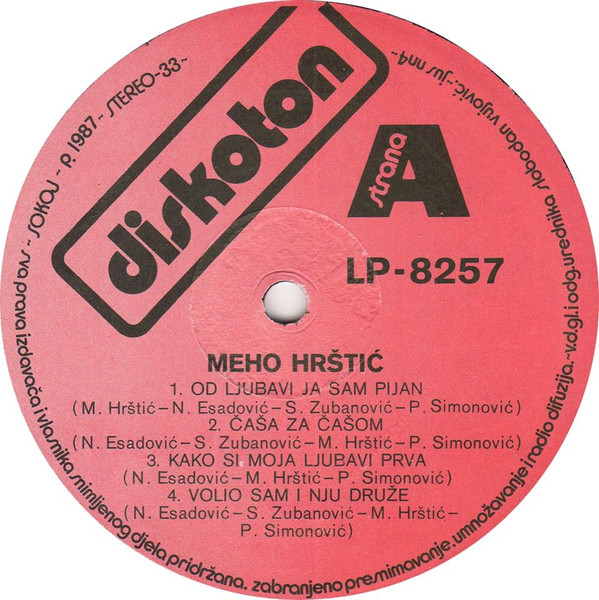 diskoton
strana
A
LP-8257
MEHO HRŠTIĆ
1. OD LJUBAVI JA SAM PIJAN
(M. Hrštić-N. Esadović-S. Zubanović-P. Simonović)
2. ČAŠA ZA ČAŠOM
(N. Esadović-S. Zubanović-M. Hrštić-P. Simonović)
3. KAKO SI MOJA LJUBAVI PRVA
(N. Esadović-M. Hrštić-P. Simonović)
4. VOLIO SAM I NJU DRUŽE
(N. Esadović-S. Zubanović-M. Hrštić-
P. Simonović)
STEREO-33~ p. 1987~ SOKOJ ~ sva prava izdavača i vlasnika snimljenog djela pridržana. zabranjeno presnimavanje. umnožavanje i radio difuzija.~v.d.gl. i odg. urednika slobodan vujović. jus nn4~